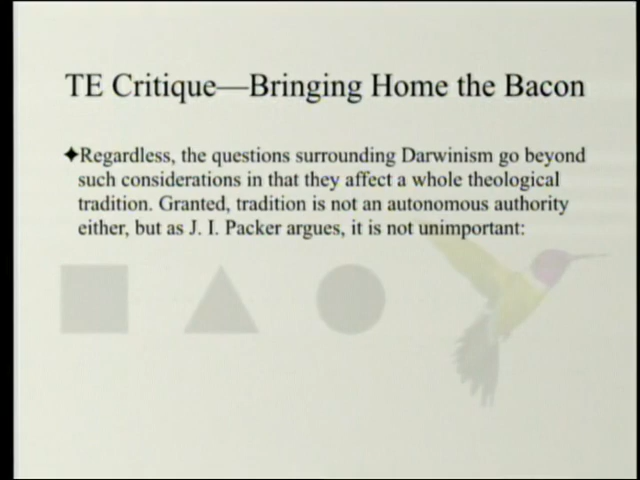 TE Critique—Bringing Home the Bacon
✦Regardless, the questions surrounding Darwinism go beyond
such considerations in that they affect a whole theological
tradition. Granted, tradition is not an autonomous authority
either, but as J. I. Packer argues, it is not unimportant: